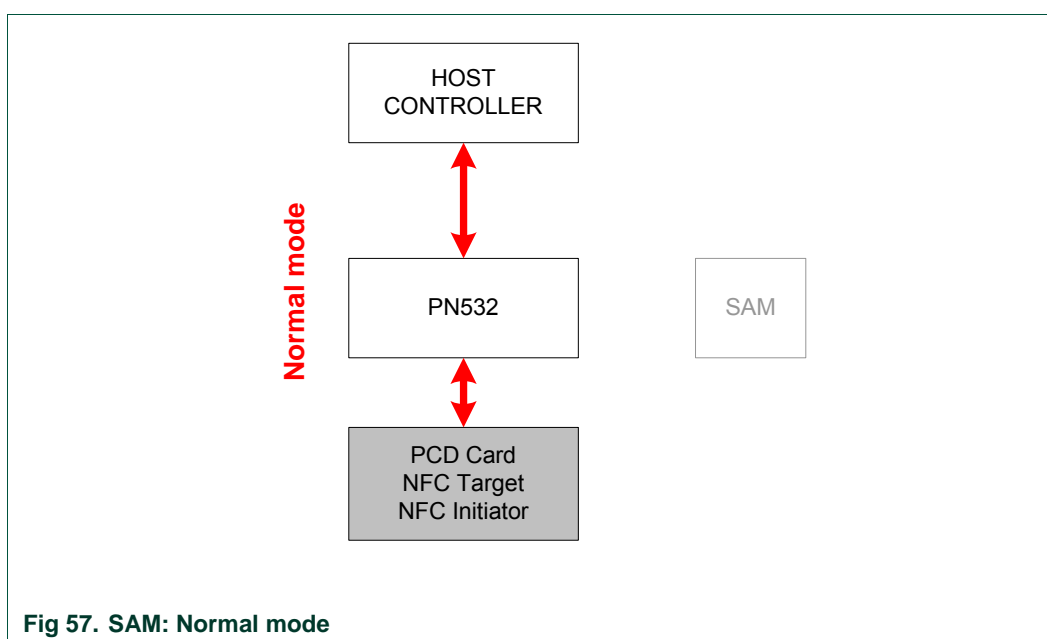 HOST
CONTROLLER
Normal mode
PN532
SAM
PCD Card
NFC Target
NFC Initiator
Fig 57. SAM: Normal mode